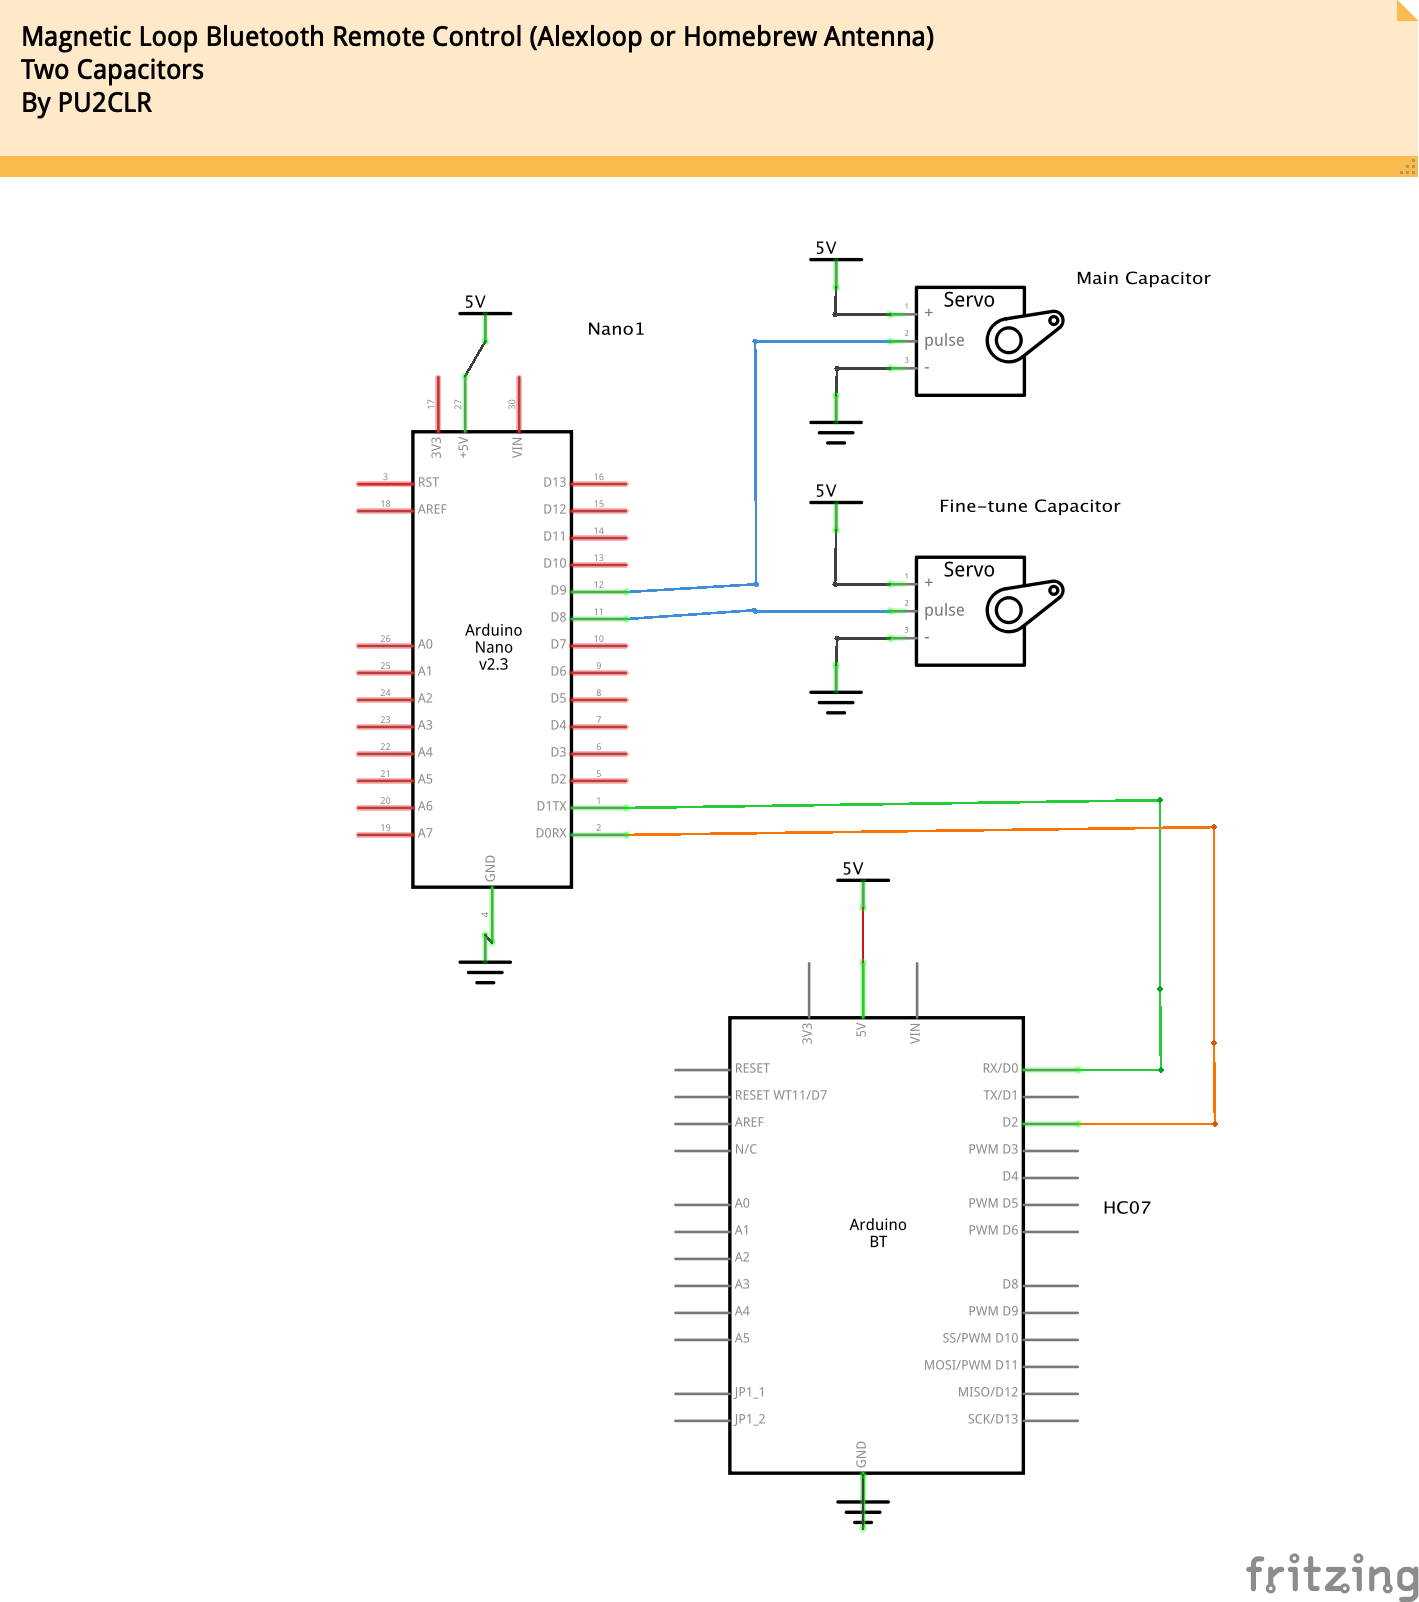 Magnetic Loop Bluetooth Remote Control (Alexloop or Homebrew Antenna)
Two Capacitors
By PU2CLR
5V
Main Capacitor
Servo
1
+
2
pulse
3
-
5V
Nano1
17
27
30
3V3
+5V
VIN
3
RST
D13
16
18
AREF
D12
15
D11
14
D10
13
D9
12
D8
11
Arduino
Nano
v2.3
26
A0
D7
10
25
A1
D6
9
24
A2
D5
8
23
A3
D4
7
22
A4
D3
6
21
A5
D2
5
20
A6
D1TX
1
19
A7
D0RX
2
GND
4
5V
Fine-tune Capacitor
Servo
1
+
2
pulse
3
-
5V
3V3
5V
VIN
RESET
RX/D0
RESET WT11/D7
TX/D1
AREF
D2
N/C
PWM D3
D4
A0
PWM D5
HC07
A1
PWM D6
Arduino
BT
A2
A3
D8
A4
PWM D9
A5
SS/PWM D10
MOSI/PWM D11
JP1_1
MISO/D12
JP1_2
SCK/D13
GND
fritzing